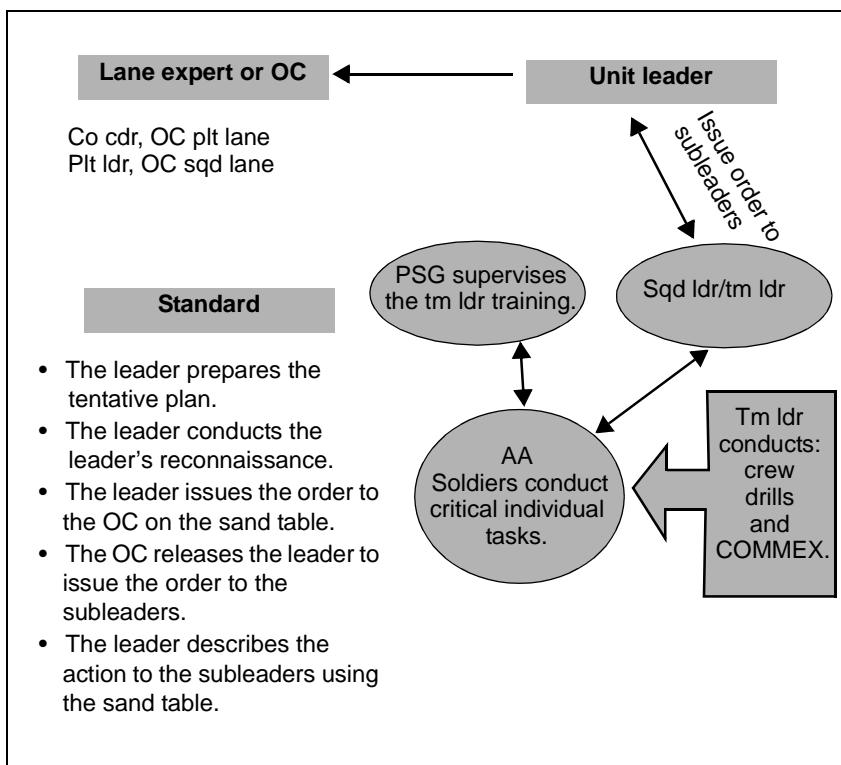 Lane expert or OC
Unit leader
Co cdr, OC plt lane
Plt ldr, OC sqd lane
Issue order to
subleaders
PSG supervises
the tm ldr training.
Sqd ldr/tm ldr
Standard
• The leader prepares the
tentative plan.
• The leader conducts the
leader's reconnaissance.
• The leader issues the order to
the OC on the sand table.
• The OC releases the leader to
issue the order to the
subleaders.
• The leader describes the
action to the subleaders using
the sand table.
AA
Soldiers conduct
critical individual
tasks.
Tm ldr
conducts:
crew
drills
and
COMMEX.